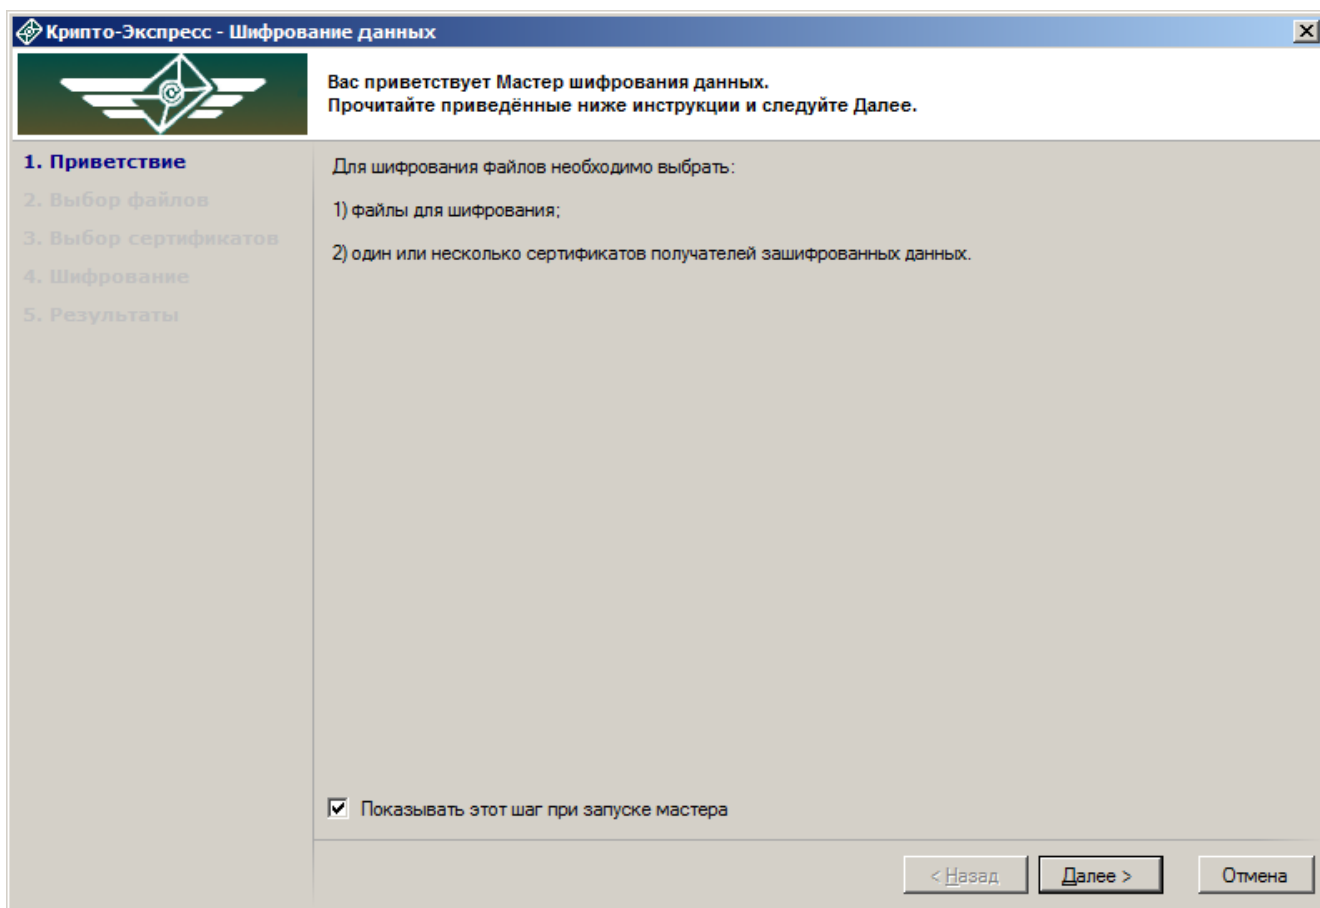 Крипто-Экспресс - Шифрование данных
Вас приветствует Мастер шифрования данных.
Прочитайте приведённые ниже инструкции и следуйте Далее.
1. Приветствие
2. Выбор файлов
3. Выбор сертификатов
4. Шифрование
5. Результаты
Для шифрования файлов необходимо выбрать:
1) файлы для шифрования;
2) один или несколько сертификатов получателей зашифрованных данных.
Показывать этот шаг при запуске мастера
< Назад
Далее >
Отмена